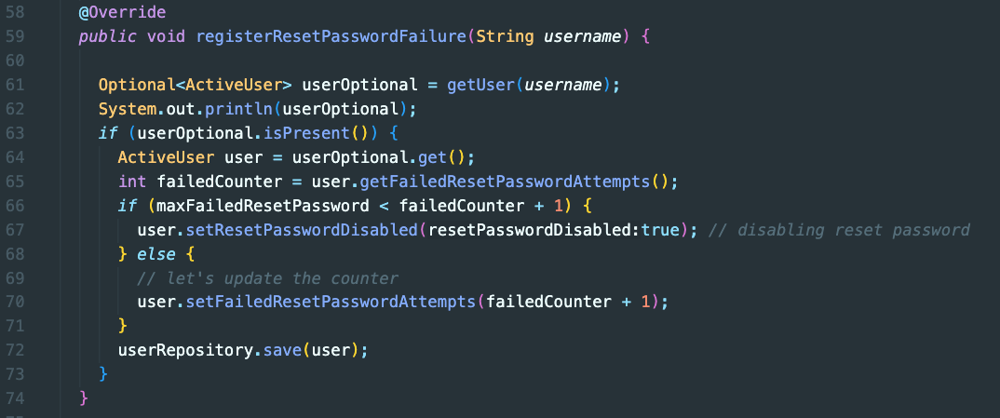 58 @Override
59 public void registerResetPasswordFailure(String username) {
60
61 Optional<ActiveUser> userOptional = getUser(username);
62 System.out.println(userOptional);
63 if (userOptional.isPresent()) {
64 ActiveUser user = userOptional.get();
65 int failedCounter = user.getFailedResetPasswordAttempts();
66 if (maxFailedResetPassword < failedCounter + 1) {
67 user.setResetPasswordDisabled(resetPasswordDisabled:true); // disabling reset password
68 } else {
69 // let's update the counter
70 user.setFailedResetPasswordAttempts(failedCounter + 1);
71 }
72 userRepository.save(user);
73 }
74 }